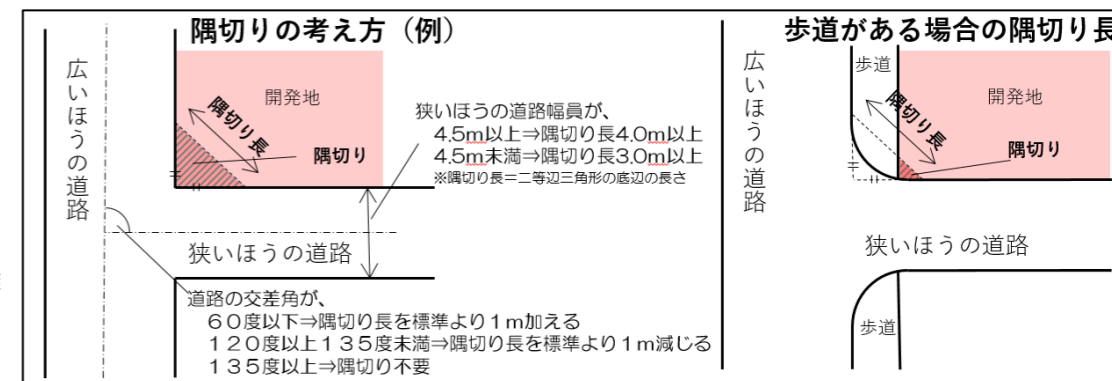 隅切りの考え方（例）
広いほうの道路
開発地
隅切り長
隅切り
狭いほうの道路幅員が、
4.5m以上⇒隅切り長4.0m以上
4.5m未満⇒隅切り長3.0m以上
※隅切り長＝二等辺三角形の底辺の長さ
狭いほうの道路
道路の交差角が、
６０度以下⇒隅切り長を標準より１ｍ加える
１２０度以上１３５度未満⇒隅切り長を標準より１ｍ減じる
１３５度以上⇒隅切り不要
歩道がある場合の隅切り長
広いほうの道路
歩道
開発地
隅切り長
隅切り
狭いほうの道路
歩道